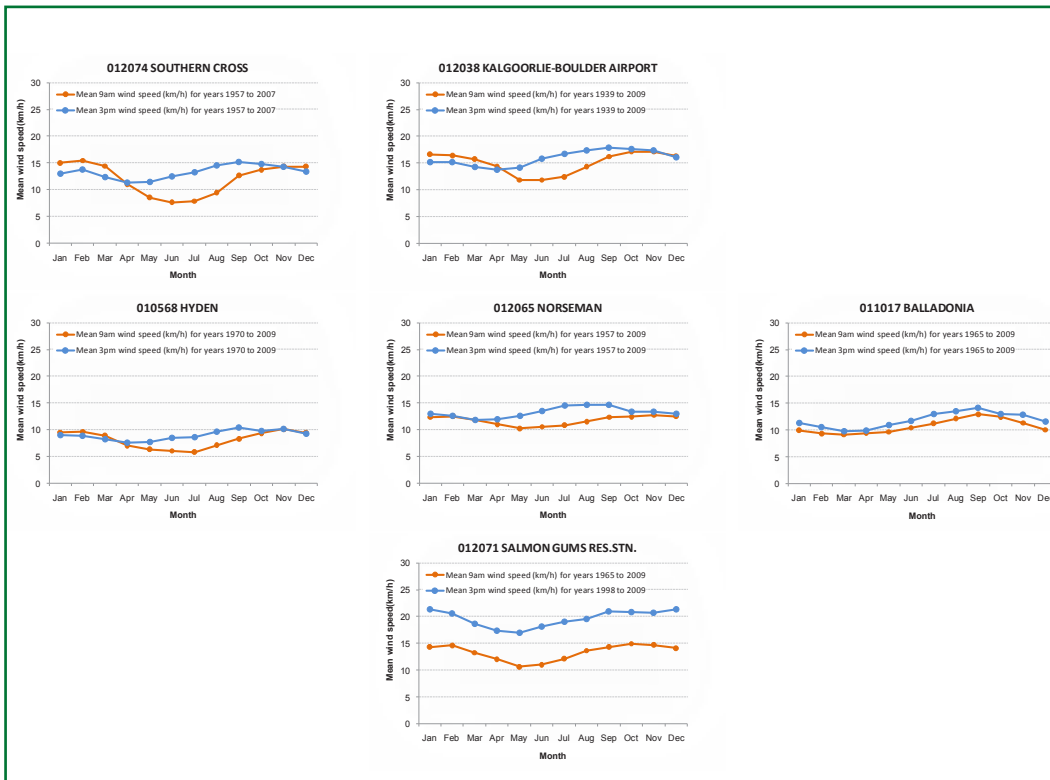 012074 SOUTHERN CROSS
Mean wind speed(km/h)
30
25
20
15
10
5
0
Mean 9am wind speed (km/h) for years 1957 to 2007
Mean 3pm wind speed (km/h) for years 1957 to 2007
Jan Feb Mar Apr May Jun Jul Aug Sep Oct Nov Dec
Month
012038 KALGOORLIE-BOULDER AIRPORT
Mean wind speed(km/h)
30
25
20
15
10
5
0
Mean 9am wind speed (km/h) for years 1939 to 2009
Mean 3pm wind speed (km/h) for years 1939 to 2009
Jan Feb Mar Apr May Jun Jul Aug Sep Oct Nov Dec
Month
010568 HYDEN
Mean wind speed(km/h)
30
25
20
15
10
5
0
Mean 9am wind speed (km/h) for years 1970 to 2009
Mean 3pm wind speed (km/h) for years 1970 to 2009
Jan Feb Mar Apr May Jun Jul Aug Sep Oct Nov Dec
Month
012065 NORSEMAN
Mean wind speed(km/h)
30
25
20
15
10
5
0
Mean 9am wind speed (km/h) for years 1957 to 2009
Mean 3pm wind speed (km/h) for years 1957 to 2009
Jan Feb Mar Apr May Jun Jul Aug Sep Oct Nov Dec
Month
011017 BALLADONIA
Mean wind speed(km/h)
30
25
20
15
10
5
0
Mean 9am wind speed (km/h) for years 1965 to 2009
Mean 3pm wind speed (km/h) for years 1965 to 2009
Jan Feb Mar Apr May Jun Jul Aug Sep Oct Nov Dec
Month
012071 SALMON GUMS RES.STN.
Mean wind speed(km/h)
30
25
20
15
10
5
0
Mean 9am wind speed (km/h) for years 1965 to 2009
Mean 3pm wind speed (km/h) for years 1998 to 2009
Jan Feb Mar Apr May Jun Jul Aug Sep Oct Nov Dec
Month